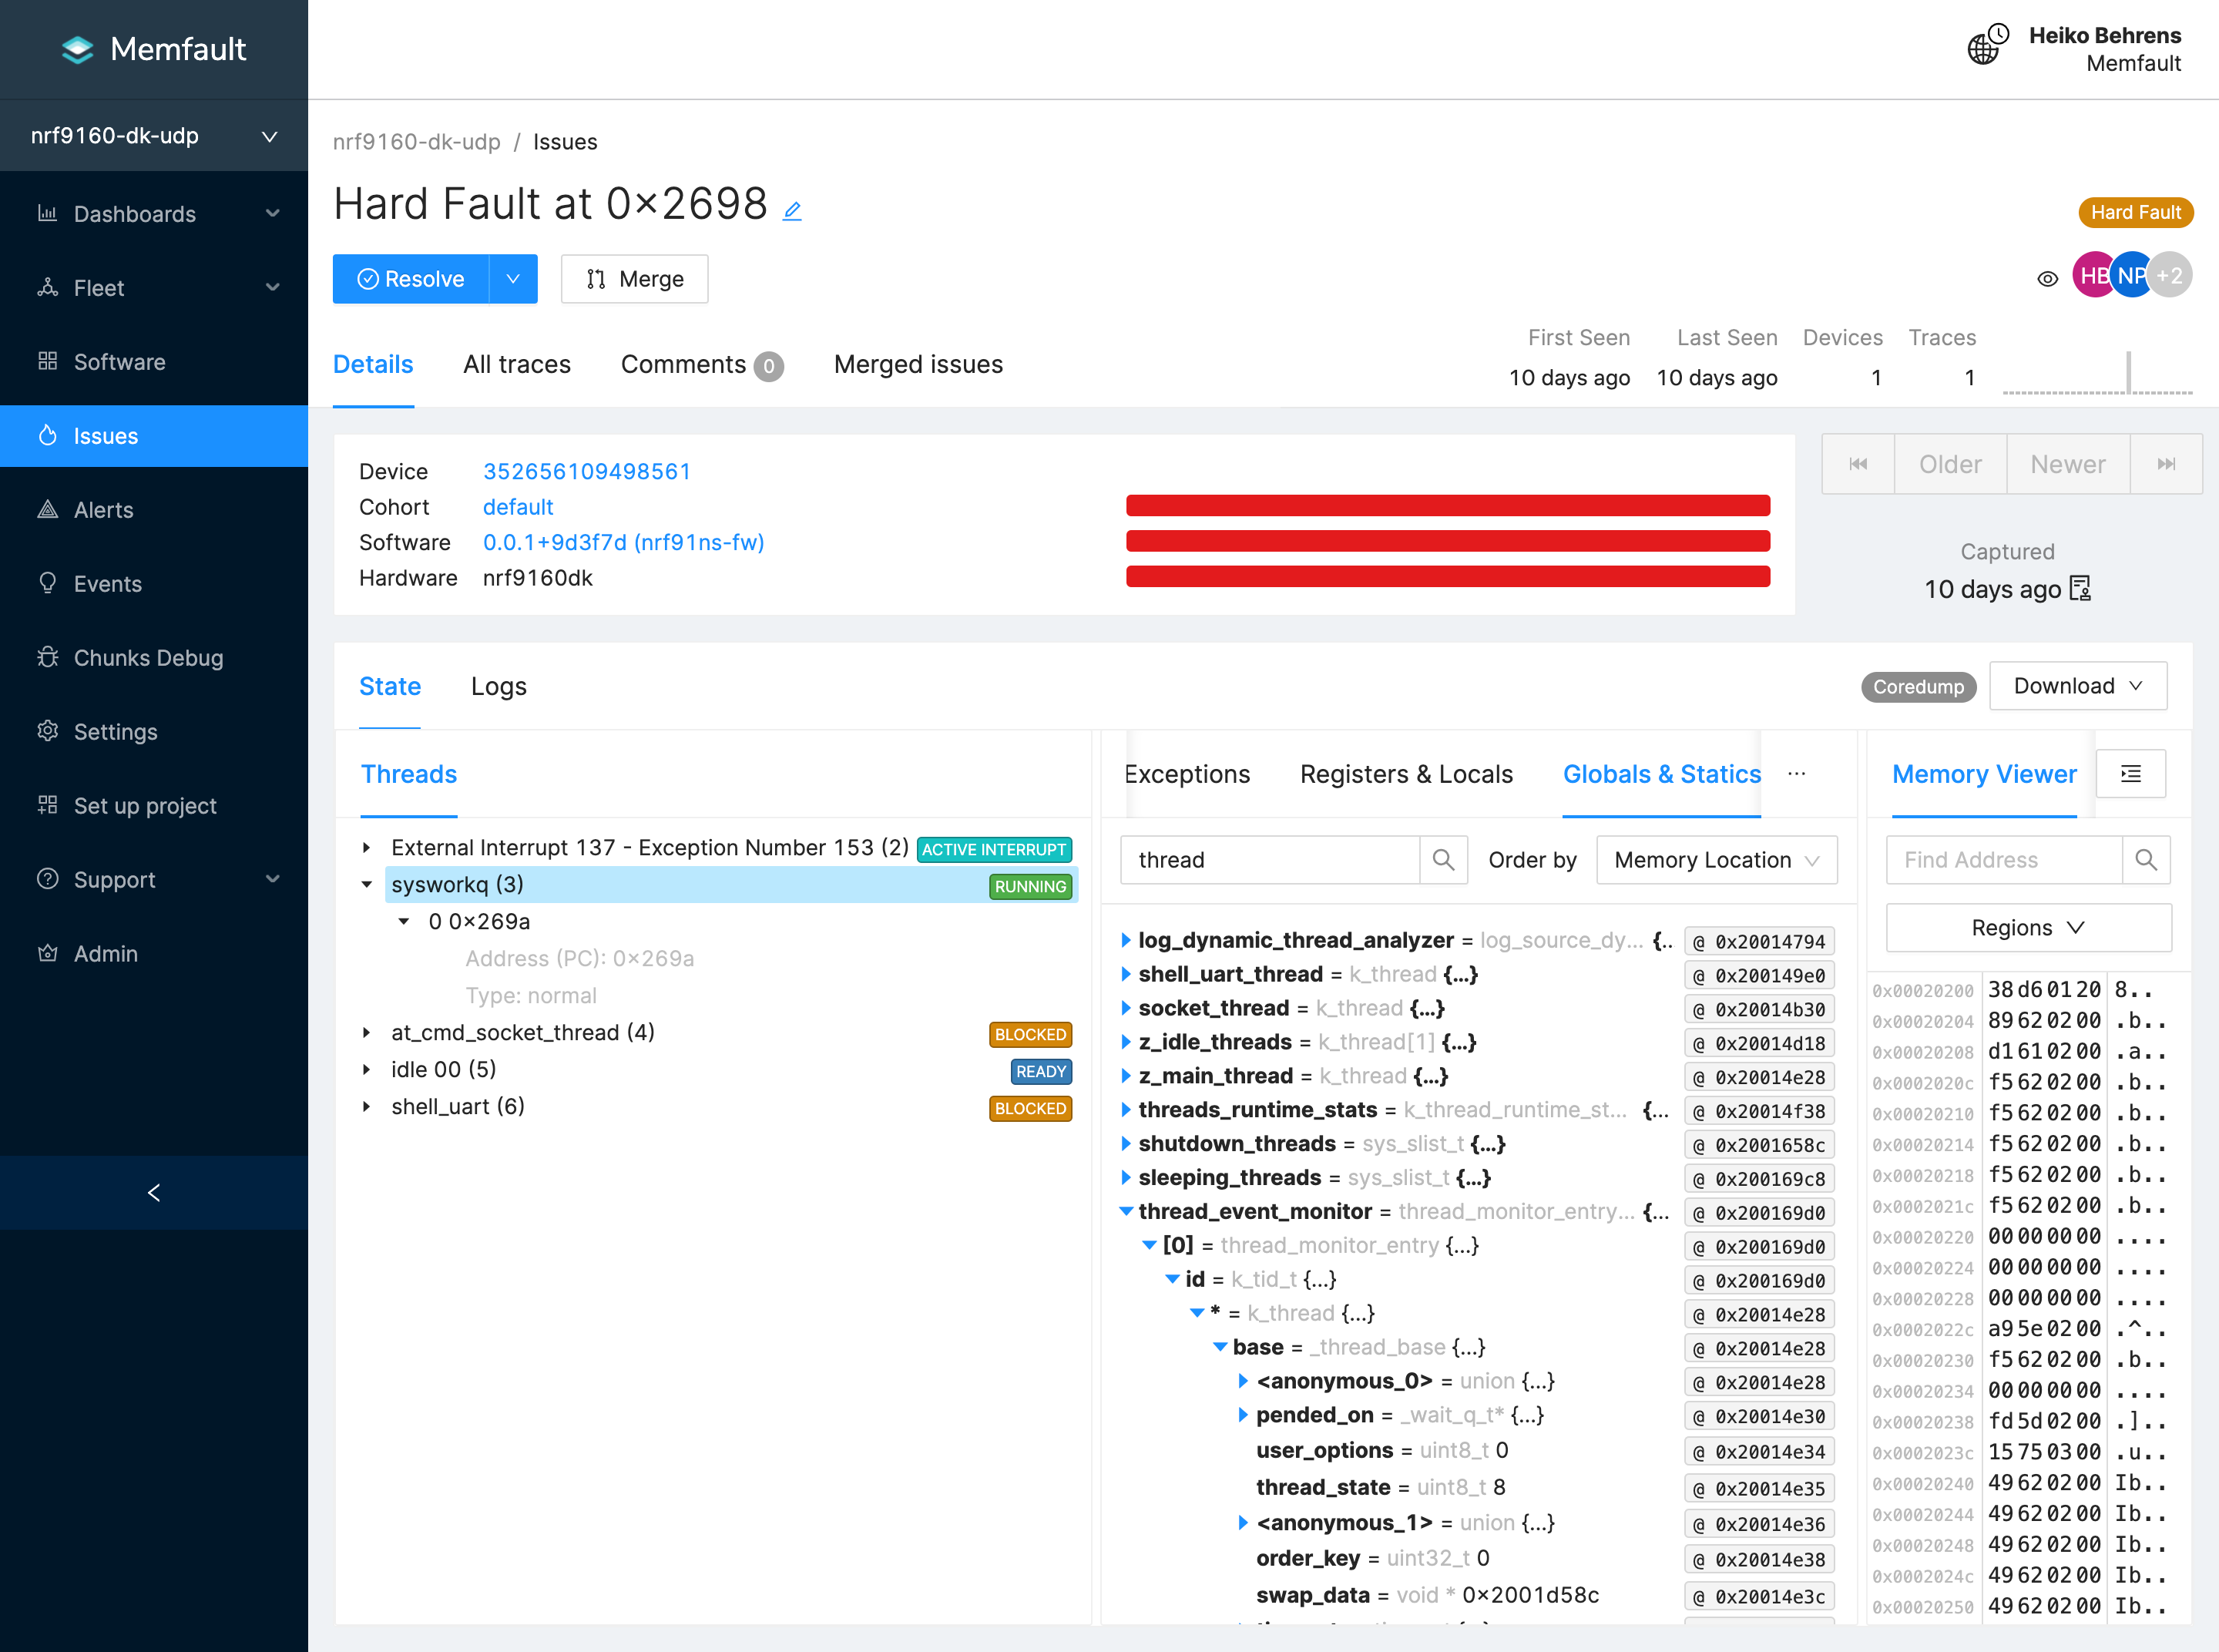 Memfault
Heiko Behrens
Memfault
nrf9160-dk-udp
Dashboards
Fleet
Software
Issues
Alerts
Events
Chunks Debug
Settings
Set up project
Support
Admin
nrf9160-dk-udp / Issues
Hard Fault at 0×2698
Hard Fault
Resolve
Merge
HB NP +2
Details All traces Comments 0 Merged issues
First Seen Last Seen Devices Traces
10 days ago 10 days ago 1 1
Device 352656109498561
Cohort default
Software 0.0.1+9d3f7d (nrf91ns-fw)
Hardware nrf9160dk
Older Newer
Captured
10 days ago
State Logs
Coredump Download
Threads
External Interrupt 137 - Exception Number 153 (2) ACTIVE INTERRUPT
sysworkq (3) RUNNING
0 0×269a
Address (PC): 0×269a
Type: normal
at_cmd_socket_thread (4) BLOCKED
idle 00 (5) READY
shell_uart (6) BLOCKED
Exceptions Registers & Locals Globals & Statics ...
thread Order by Memory Location
log_dynamic_thread_analyzer = log_source_dy... {.. @ 0x20014794
shell_uart_thread = k_thread {...} @ 0x200149e0
socket_thread = k_thread {...} @ 0x20014b30
z_idle_threads = k_thread[1] {...} @ 0x20014d18
z_main_thread = k_thread {...} @ 0x20014e28
threads_runtime_stats = k_thread_runtime_st... {... @ 0x20014f38
shutdown_threads = sys_slist_t {...} @ 0x2001658c
sleeping_threads = sys_slist_t {...} @ 0x200169c8
thread_event_monitor = thread_monitor_entry... {... @ 0x200169d0
[0] = thread_monitor_entry {...} @ 0x200169d0
id = k_tid_t {...} @ 0x200169d0
* = k_thread {...} @ 0x20014e28
base = _thread_base {...} @ 0x20014e28
<anonymous_0> = union {...} @ 0x20014e28
pended_on = _wait_q_t* {...} @ 0x20014e30
user_options = uint8_t 0 @ 0x20014e34
thread_state = uint8_t 8 @ 0x20014e35
<anonymous_1> = union {...} @ 0x20014e36
order_key = uint32_t 0 @ 0x20014e38
swap_data = void * 0×2001d58c @ 0x20014e3c
Memory Viewer
Find Address
Regions
0x00020200 38 d6 01 20 8..
0x00020204 89 62 02 00 .b..
0x00020208 d1 61 02 00 .a..
0x0002020c f5 62 02 00 .b..
0x00020210 f5 62 02 00 .b..
0x00020214 f5 62 02 00 .b..
0x00020218 f5 62 02 00 .b..
0x0002021c f5 62 02 00 .b..
0x00020220 00 00 00 00 ....
0x00020224 00 00 00 00 ....
0x00020228 00 00 00 00 ....
0x0002022c a9 5e 02 00 .^..
0x00020230 f5 62 02 00 .b..
0x00020234 00 00 00 00 ....
0x00020238 fd 5d 02 00 .]..
0x0002023c 15 75 03 00 .u..
0x00020240 49 62 02 00 Ib..
0x00020244 49 62 02 00 Ib..
0x00020248 49 62 02 00 Ib..
0x0002024c 49 62 02 00 Ib..
0x00020250 49 62 02 00 Ib..